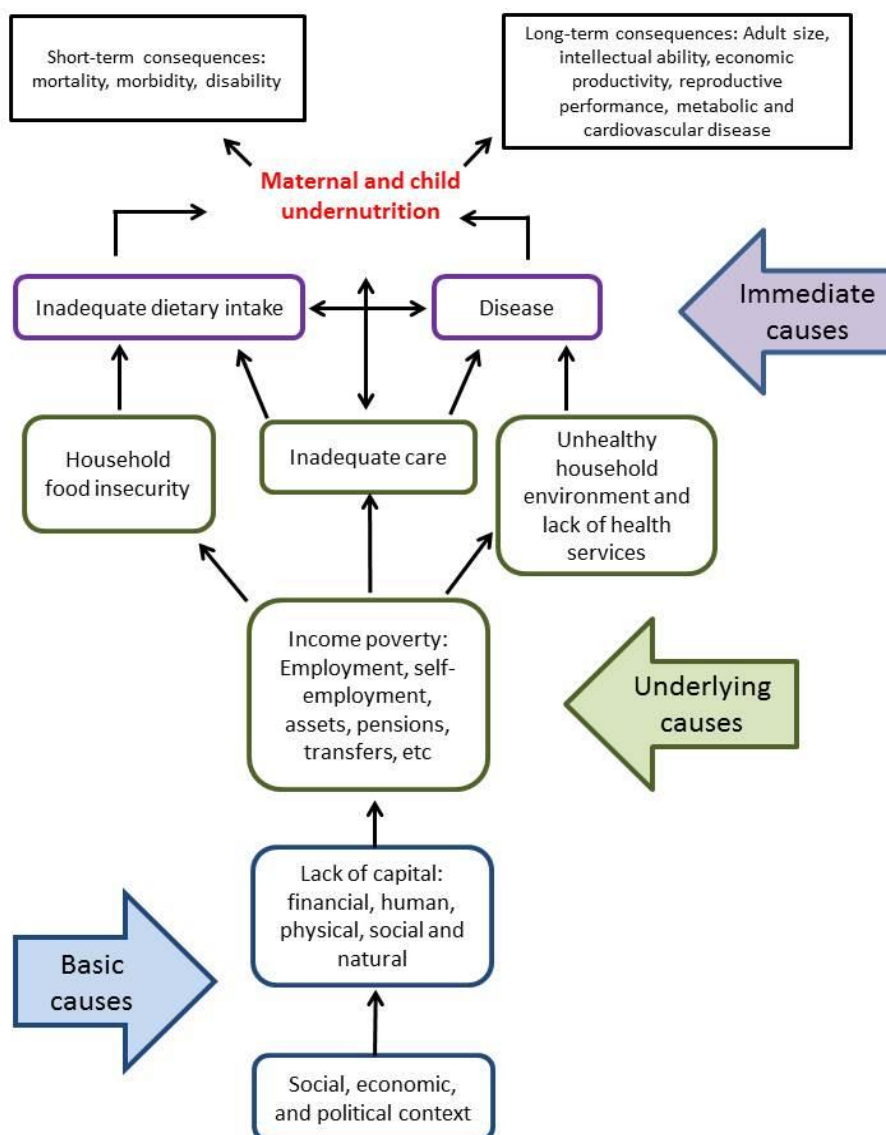 Short-term consequences:
mortality, morbidity, disability
Long-term consequences: Adult size,
intellectual ability, economic
productivity, reproductive
performance, metabolic and
cardiovascular disease
Maternal and child
undernutrition
Inadequate dietary intake
Disease
Immediate
causes
Household
food insecurity
Inadequate care
Unhealthy
household
environment and
lack of health
services
Income poverty:
Employment, self-
employment,
assets, pensions,
transfers, etc
Underlying
causes
Lack of capital:
financial, human,
physical, social and
natural
Basic
causes
Social, economic,
and political context